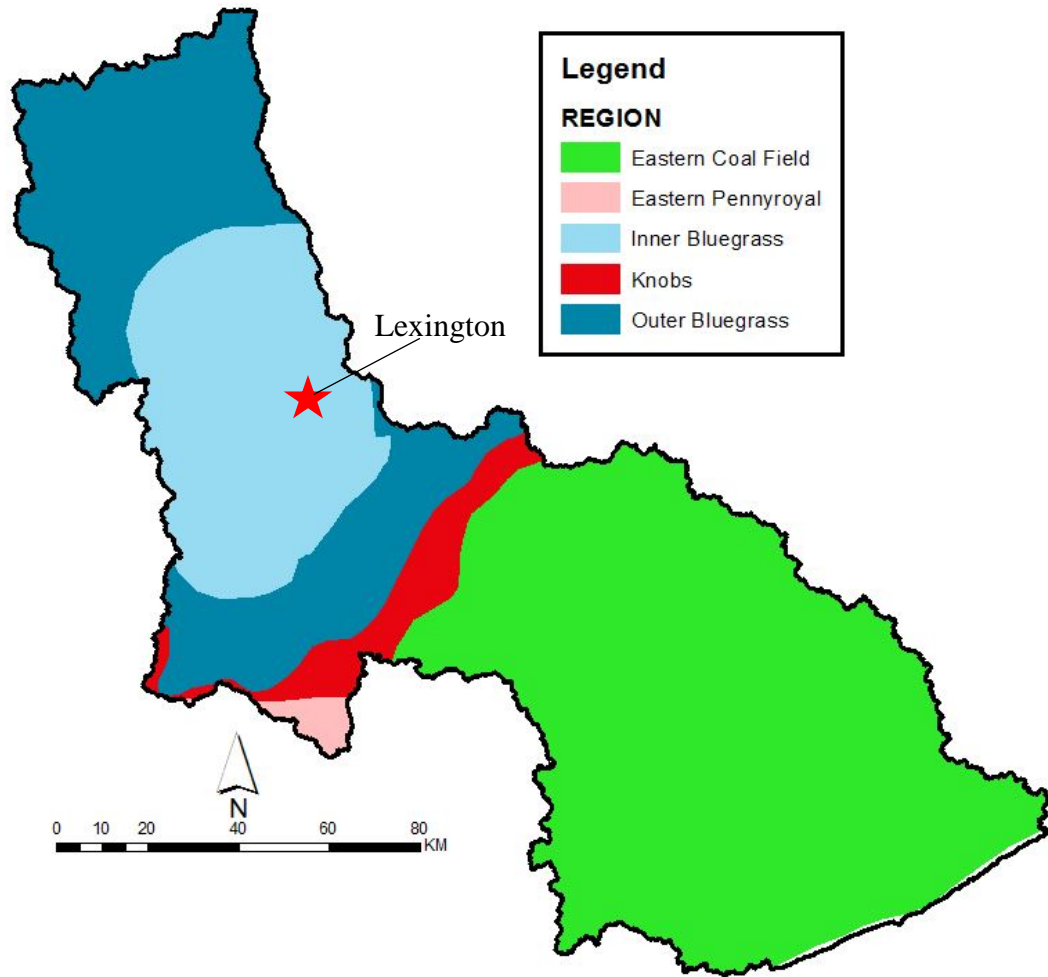 Legend
REGION
Eastern Coal Field
Eastern Pennyroyal
Inner Bluegrass
Knobs
Outer Bluegrass
Lexington
N
0 10 20 40 60 80
KM